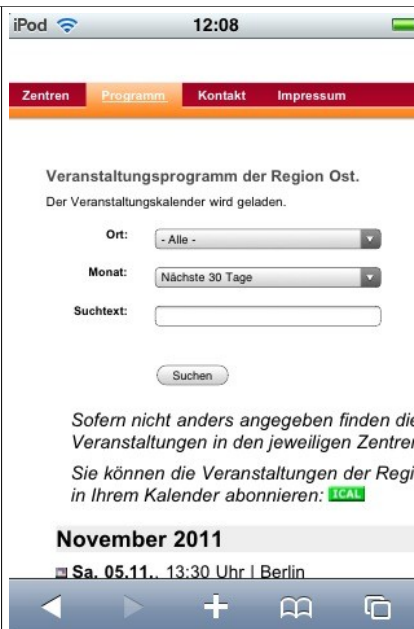 iPod 12:08
Zentren Programm Kontakt Impressum
Veranstaltungsprogramm der Region Ost.
Der Veranstaltungskalender wird geladen.
Ort: - Alle -
Monat: Nächste 30 Tage
Suchtext:
Suchen
Sofern nicht anders angegeben finden die
Veranstaltungen in den jeweiligen Zentren
Sie können die Veranstaltungen der Regi
in Ihrem Kalender abonnieren: ICAL
November 2011
Sa. 05.11., 13:30 Uhr | Berlin